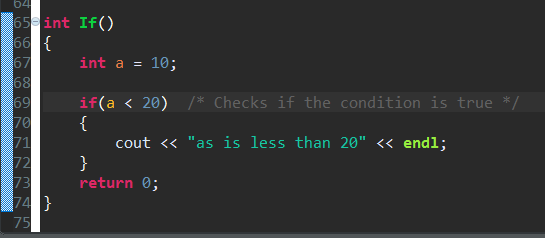 64
65 int If()
66 {
67     int a = 10;
68
69     if(a < 20)  /* Checks if the condition is true */
70     {
71         cout << "as is less than 20" << endl;
72     }
73     return 0;
74 }
75